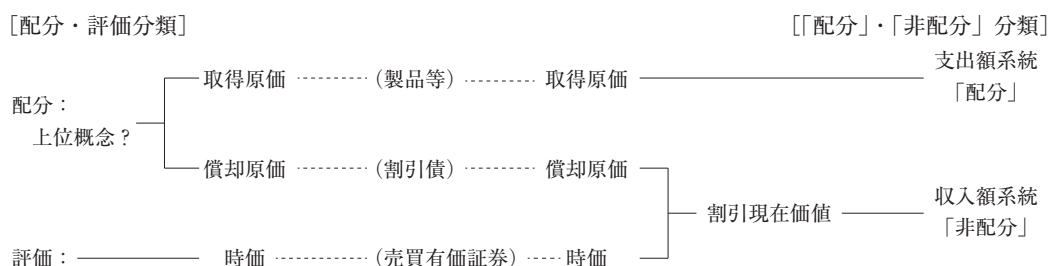 [配分・評価分類] [「配分」・「非配分」分類]
支出額系統
取得原価 (製品等) 取得原価
「配分」
配分：
上位概念？
償却原価 (割引債) 償却原価
収入額系統
割引現在価値
「非配分」
評価： 時価 (売買有価証券) 時価